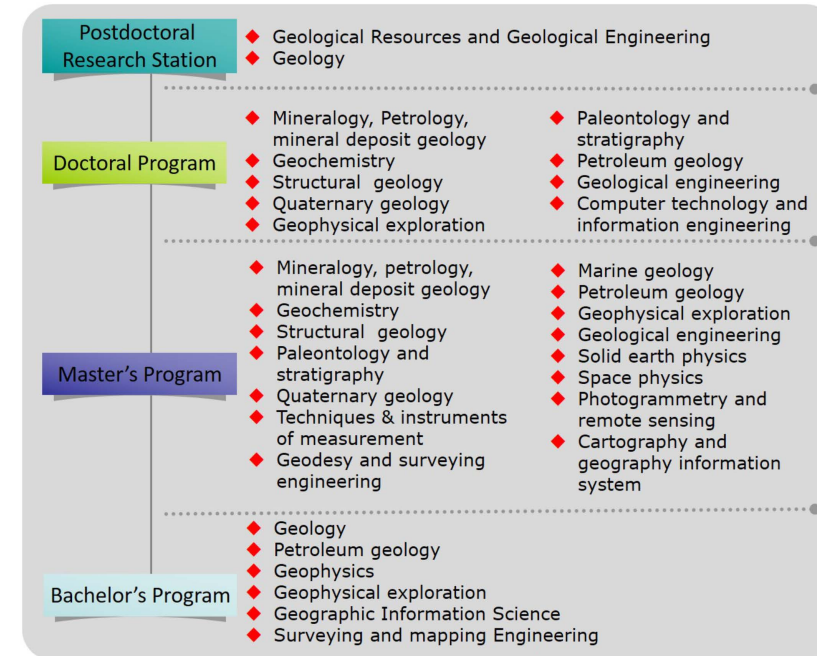 Postdoctoral
Research Station
Geological Resources and Geological Engineering
Geology
Doctoral Program
Mineralogy, Petrology,
mineral deposit geology
Geochemistry
Structural geology
Quaternary geology
Geophysical exploration
Paleontology and
stratigraphy
Petroleum geology
Geological engineering
Computer technology and
information engineering
Master's Program
Mineralogy, petrology,
mineral deposit geology
Geochemistry
Structural geology
Paleontology and
stratigraphy
Quaternary geology
Techniques & instruments
of measurement
Geodesy and surveying
engineering
Marine geology
Petroleum geology
Geophysical exploration
Geological engineering
Solid earth physics
Space physics
Photogrammetry and
remote sensing
Cartography and
geography information
system
Bachelor's Program
Geology
Petroleum geology
Geophysics
Geophysical exploration
Geographic Information Science
Surveying and mapping Engineering